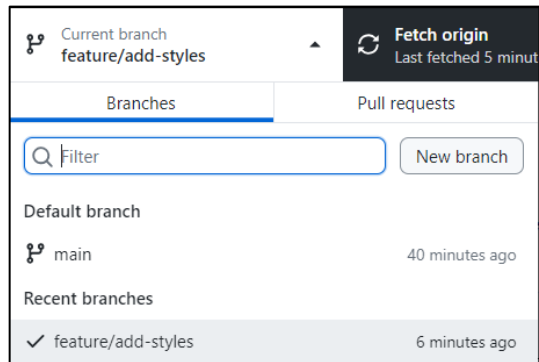 Current branch
feature/add-styles
Fetch origin
Last fetched 5 minut
Branches
Pull requests
Filter
New branch
Default branch
main
40 minutes ago
Recent branches
feature/add-styles
6 minutes ago